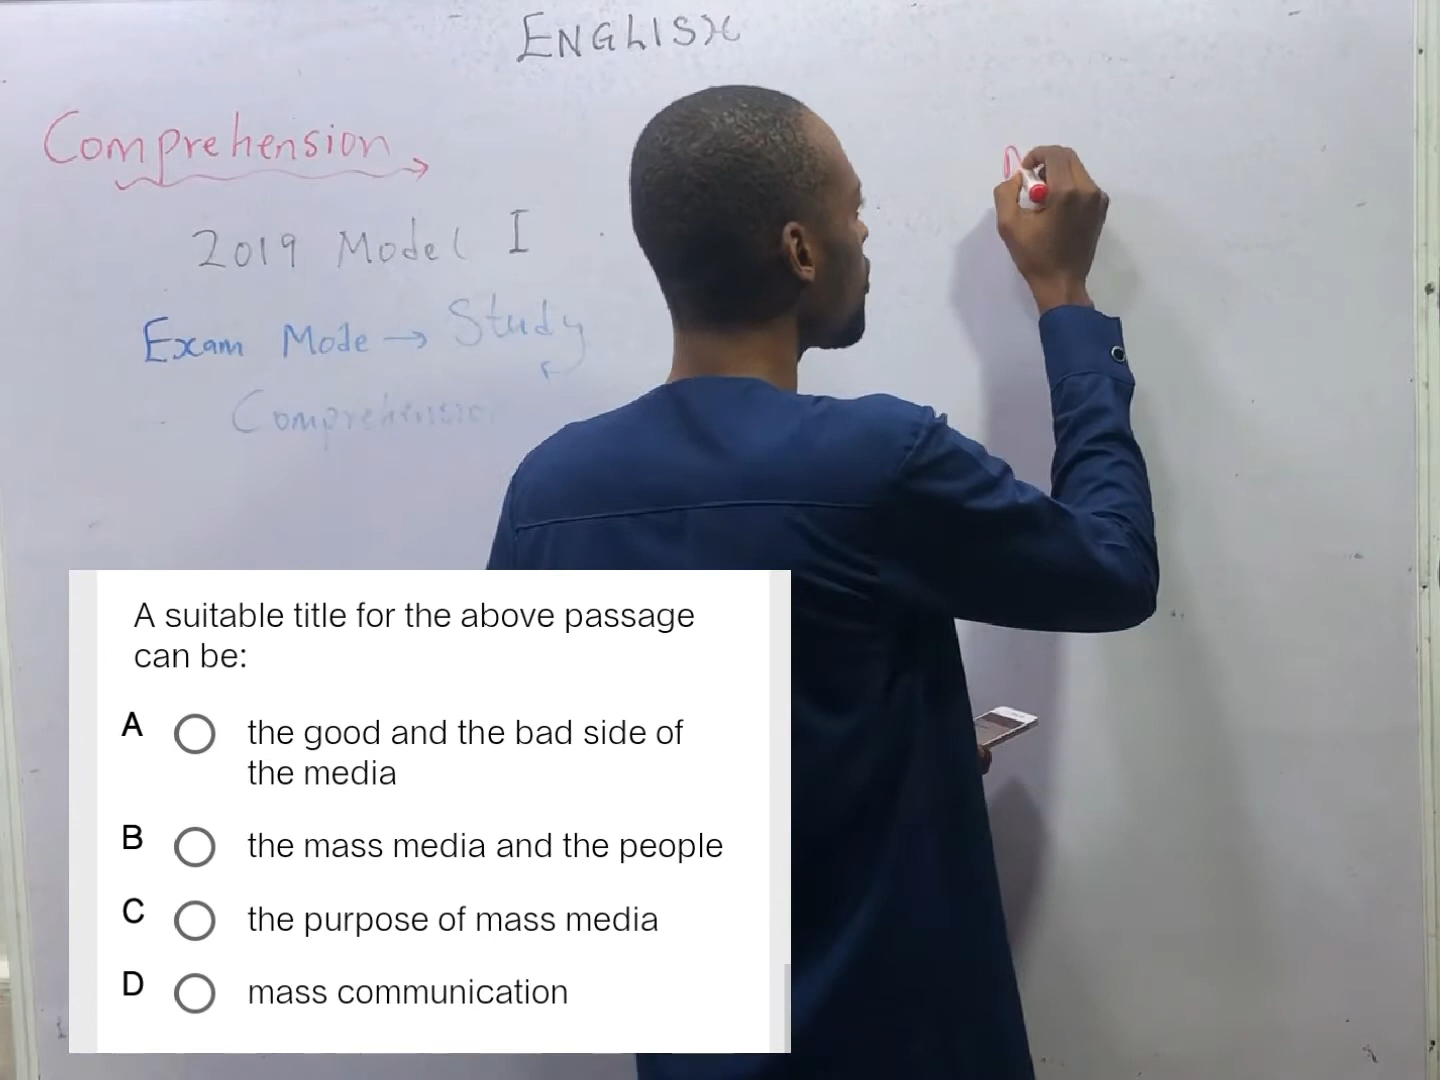 ENGLISH
Comprehension
2019 Model I
Exam Mode → Study
Comprehension
A suitable title for the above passage
can be:
A the good and the bad side of
the media
B the mass media and the people
C the purpose of mass media
D mass communication